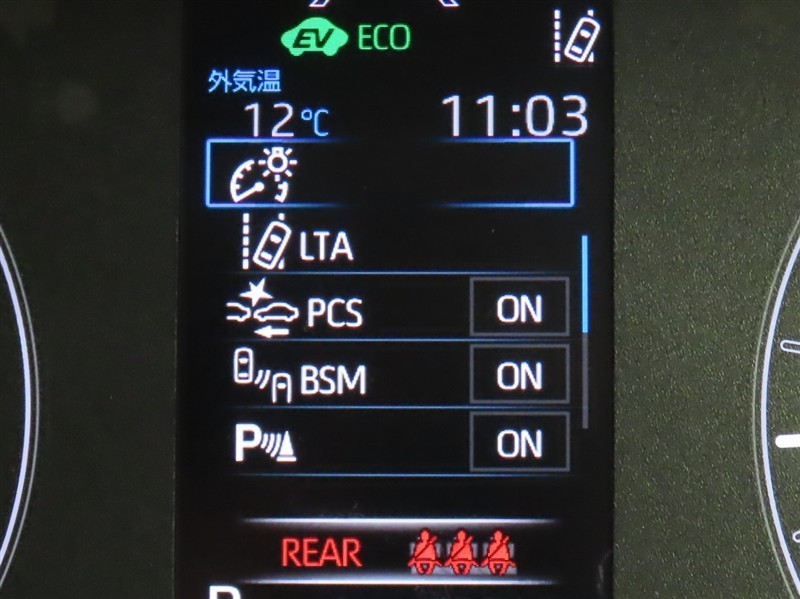 EV ECO
外気温
12℃ 11:03
LTA
PCS ON
BSM ON
P ON
REAR